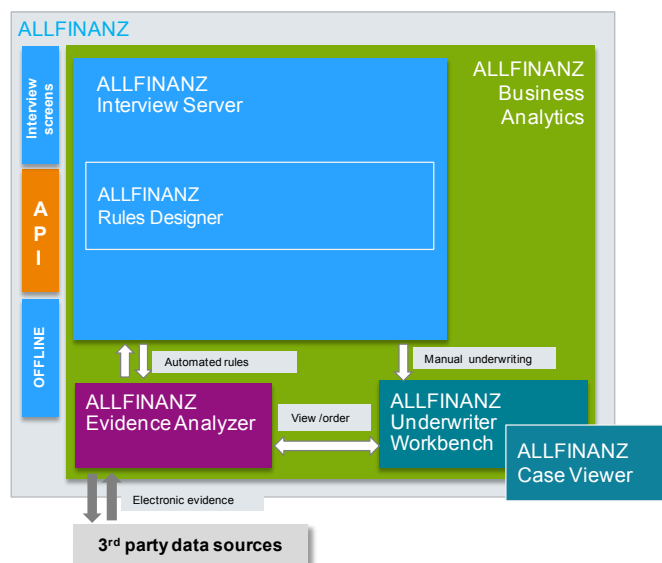 ALLFINANZ
Interview
screens
A
P
I
OFFLINE
ALLFINANZ
Interview Server
ALLFINANZ
Rules Designer
ALLFINANZ
Business
Analytics
Automated rules
Manual underwriting
ALLFINANZ
Evidence Analyzer
View /order
ALLFINANZ
Underwriter
Workbench
ALLFINANZ
Case Viewer
Electronic evidence
3rd party data sources